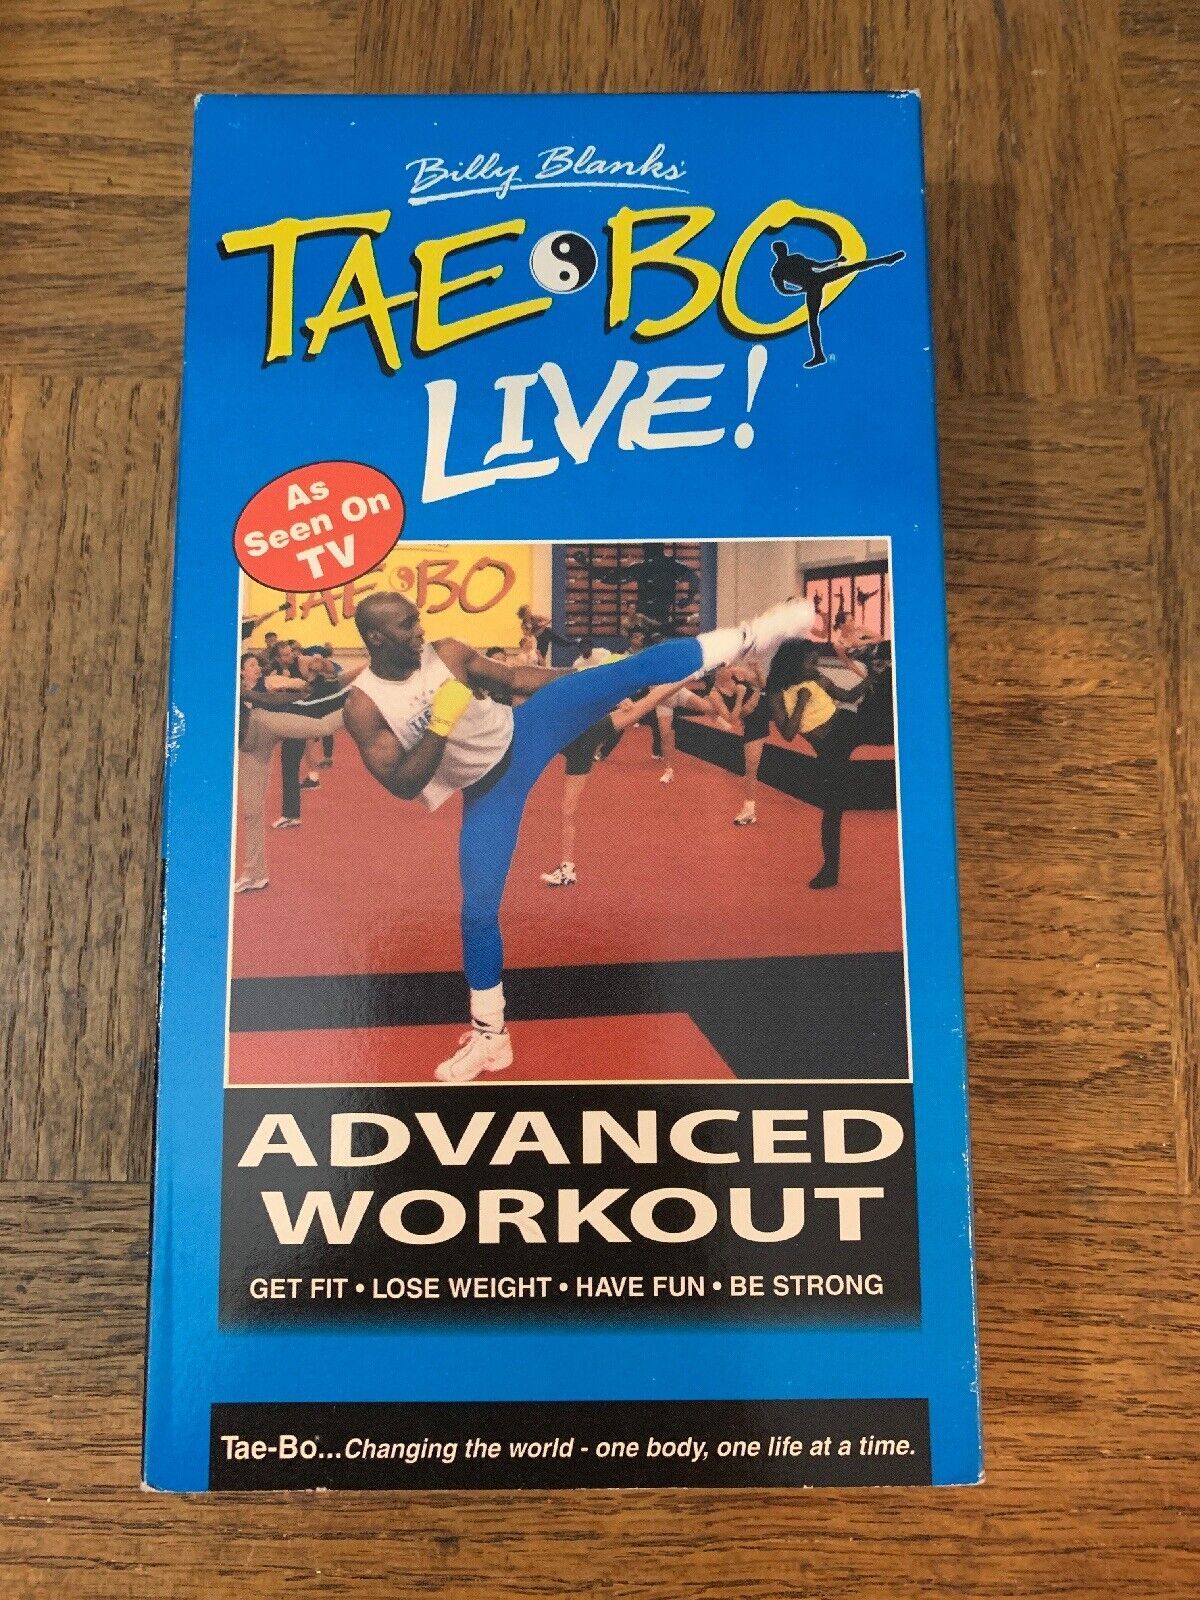 Billy Blanks'
TAE BO
LIVE!
As
Seen On
TV
TAE BO
TAE
ADVANCED
WORKOUT
GET FIT • LOSE WEIGHT • HAVE FUN • BE STRONG
Tae-Bo®...Changing the world - one body, one life at a time.